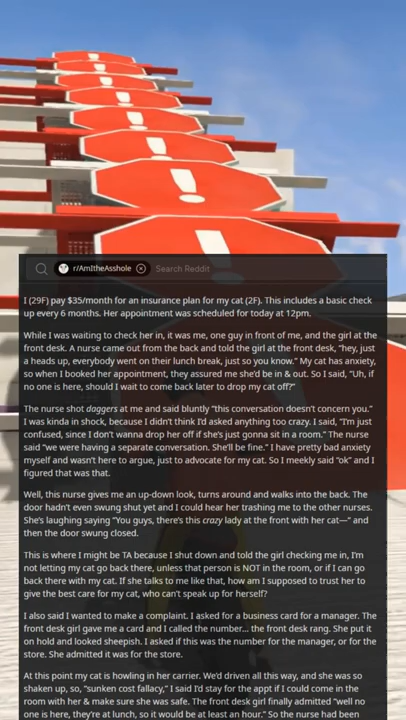 r/AmItheAsshole Search Reddit
I (29F) pay $35/month for an insurance plan for my cat (2F). This includes a basic check
up every 6 months. Her appointment was scheduled for today at 12pm.
While I was waiting to check her in, it was me, one guy in front of me, and the girl at the
front desk. A nurse came out from the back and told the girl at the front desk, “hey, just
a heads up, everybody went on their lunch break, just so you know.” My cat has anxiety,
so when I booked her appointment, they assured me she’d be in & out. So I said, “Uh, if
no one is here, should I wait to come back later to drop my cat off?”
The nurse shot daggers at me and said bluntly “this conversation doesn’t concern you.”
I was kinda in shock, because I didn’t think I’d asked anything too crazy. I said, “I’m just
confused, since I don’t wanna drop her off if she’s just gonna sit in a room.” The nurse
said “we were having a separate conversation. She’ll be fine.” I have pretty bad anxiety
myself and wasn’t here to argue, just to advocate for my cat. So I meekly said “ok” and I
figured that was that.
Well, this nurse gives me an up-down look, turns around and walks into the back. The
door hadn’t even swung shut yet and I could hear her trashing me to the other nurses.
She’s laughing saying “You guys, there’s this crazy lady at the front with her cat—” and
then the door swung closed.
This is where I might be TA because I shut down and told the girl checking me in, I’m
not letting my cat go back there, unless that person is NOT in the room, or if I can go
back there with my cat. If she talks to me like that, how am I supposed to trust her to
give the best care for my cat, who can’t speak up for herself?
I also said I wanted to make a complaint. I asked for a business card for a manager. The
front desk girl gave me a card and I called the number... the front desk rang. She put it
on hold and looked sheepish. I asked if this was the number for the manager, or for the
store. She admitted it was for the store.
At this point my cat is howling in her carrier. We’d driven all this way, and she was so
shaken up, so, “sunken cost fallacy,” I said I’d stay for the appt if I could come in the
room with her & make sure she was safe. The front desk girl finally admitted “well no
one is here, they’re at lunch, so it would be at least an hour.” So the nurse had been